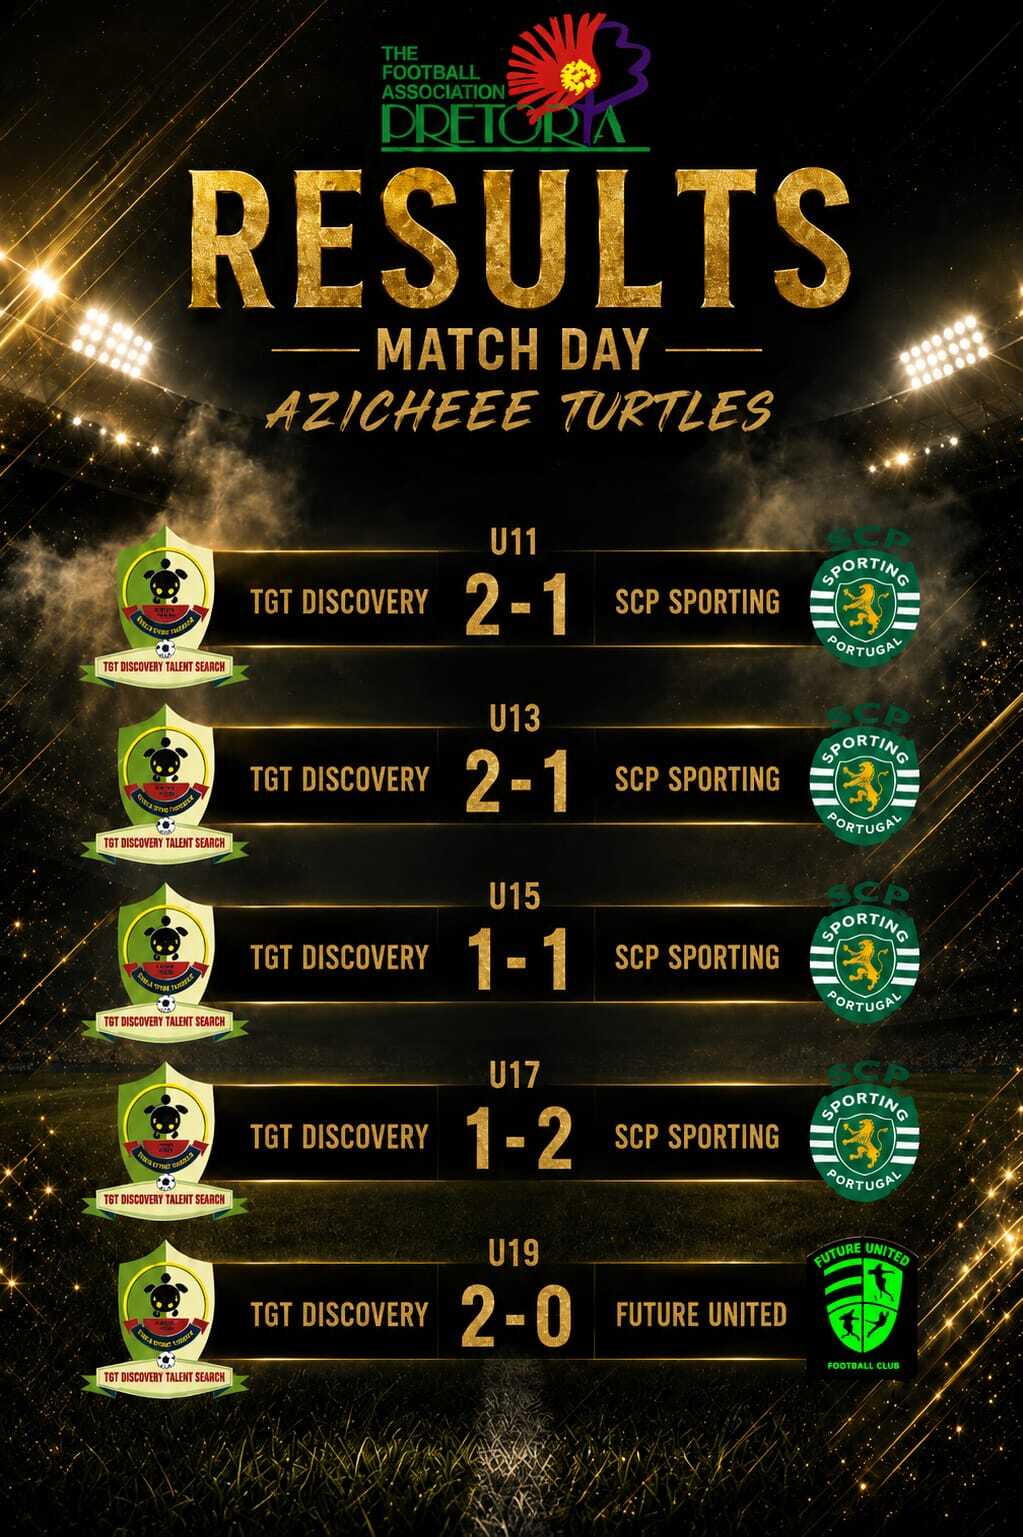 THE
FOOTBALL
ASSOCIATION
PRETORIA
RESULTS
MATCH DAY
AZICHEEE TURTLES
U11
TGT DISCOVERY 2-1 SCP SPORTING
TGT DISCOVERY TALENT SEARCH
SCP
SPORTING
PORTUGAL
U13
TGT DISCOVERY 2-1 SCP SPORTING
TGT DISCOVERY TALENT SEARCH
SCP
SPORTING
PORTUGAL
U15
TGT DISCOVERY 1-1 SCP SPORTING
TGT DISCOVERY TALENT SEARCH
SCP
SPORTING
PORTUGAL
U17
TGT DISCOVERY 1-2 SCP SPORTING
TGT DISCOVERY TALENT SEARCH
SCP
SPORTING
PORTUGAL
U19
TGT DISCOVERY 2-0 FUTURE UNITED
TGT DISCOVERY TALENT SEARCH
FUTURE UNITED
FOOTBALL CLUB